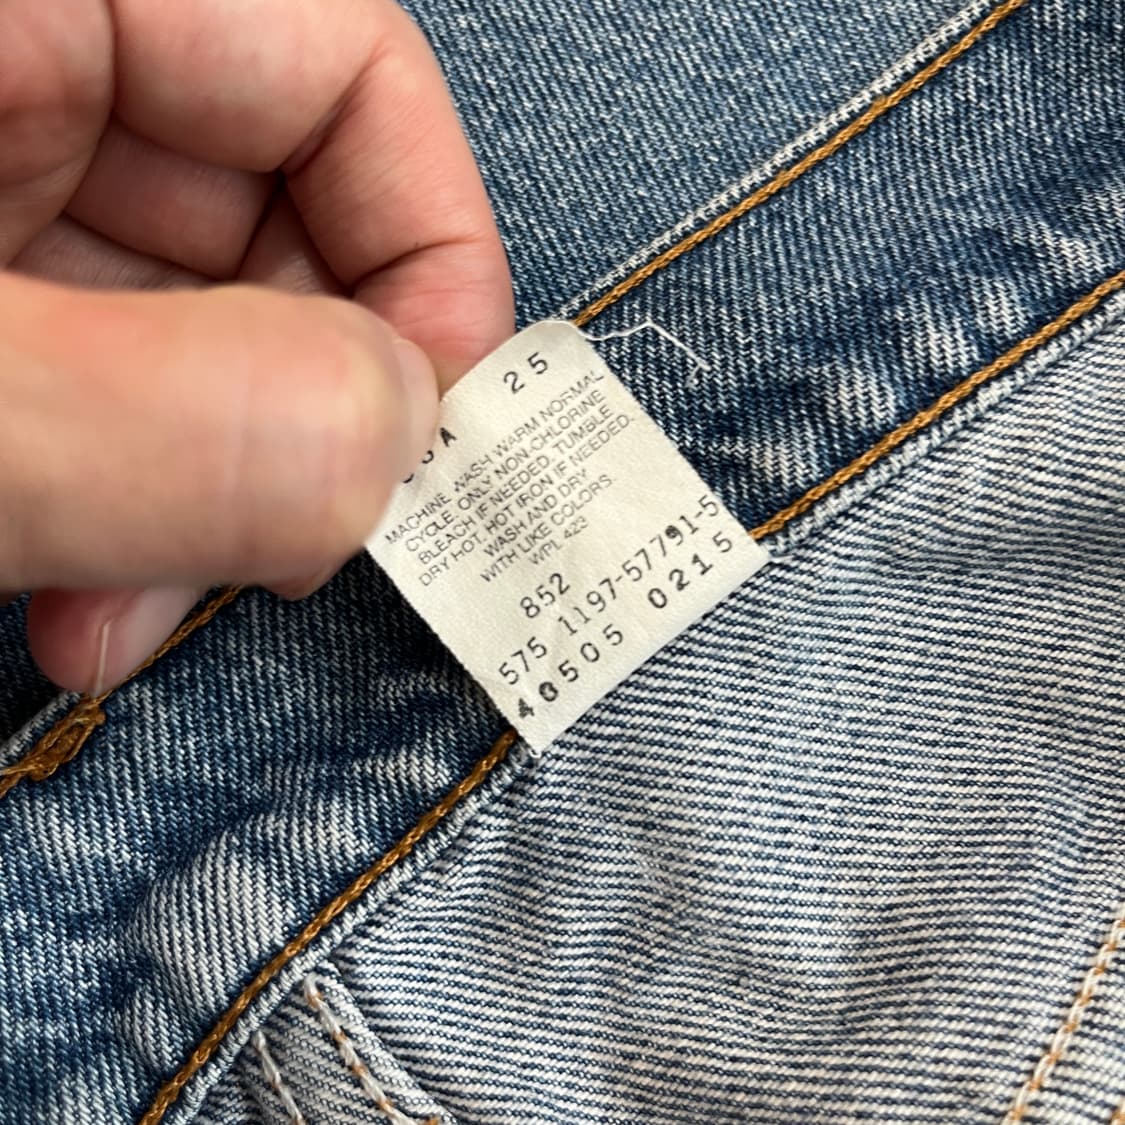 25
A
MACHINE WASH WARM NORMAL
CYCLE. ONLY NON-CHLORINE
BLEACH IF NEEDED. TUMBLE
DRY HOT. HOT IRON IF NEEDED.
WASH AND DRY
WITH LIKE COLORS.
WPL 423
852
575 1197-57791-5
40505 0215